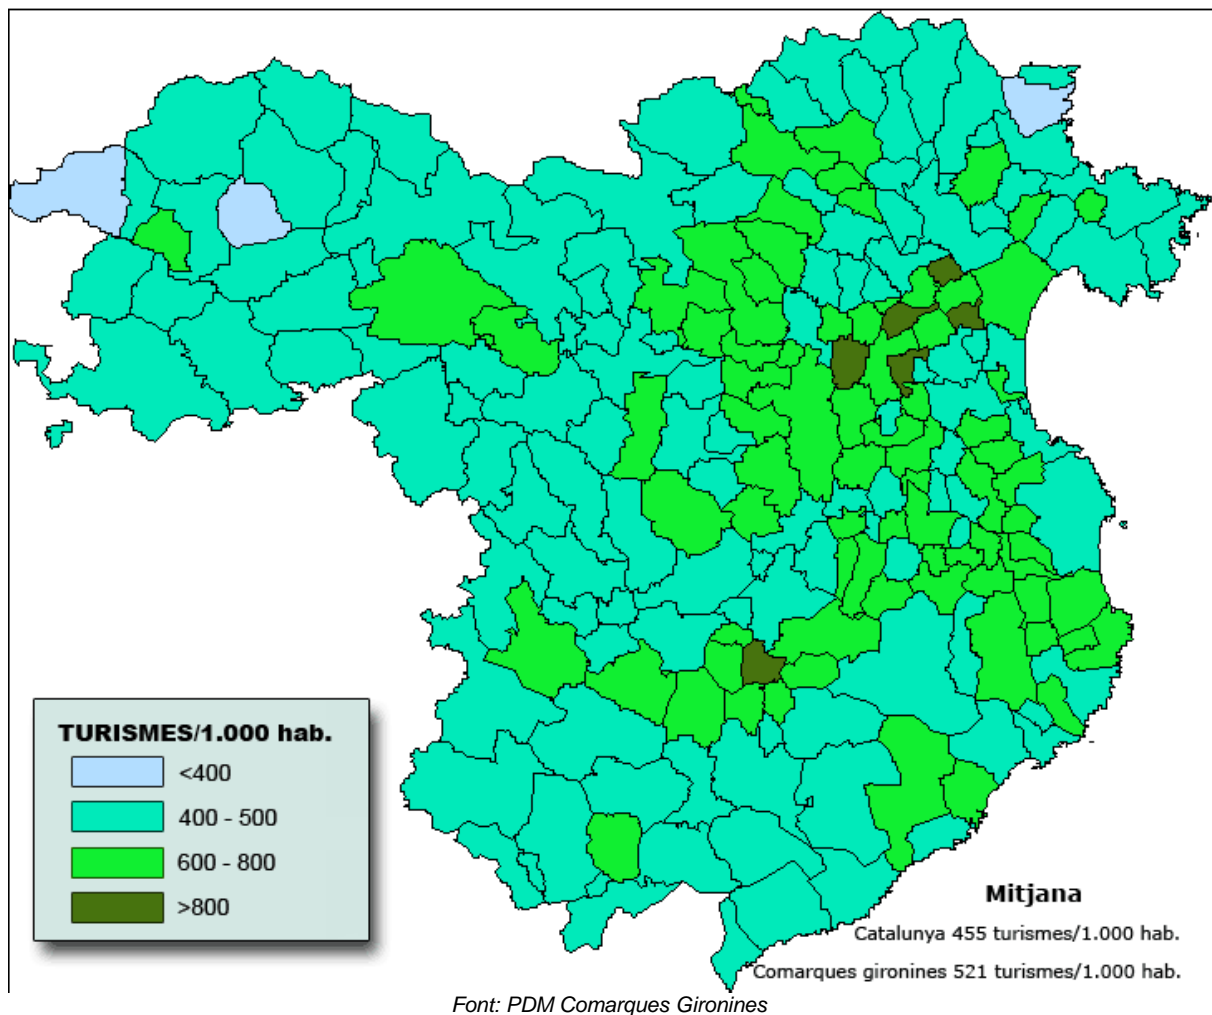 TURISMES/1.000 hab.
<400
400 - 500
600 - 800
>800
Mitjana
Catalunya 455 turismes/1.000 hab.
Comarques gironines 521 turismes/1.000 hab.
Font: PDM Comarques Gironines